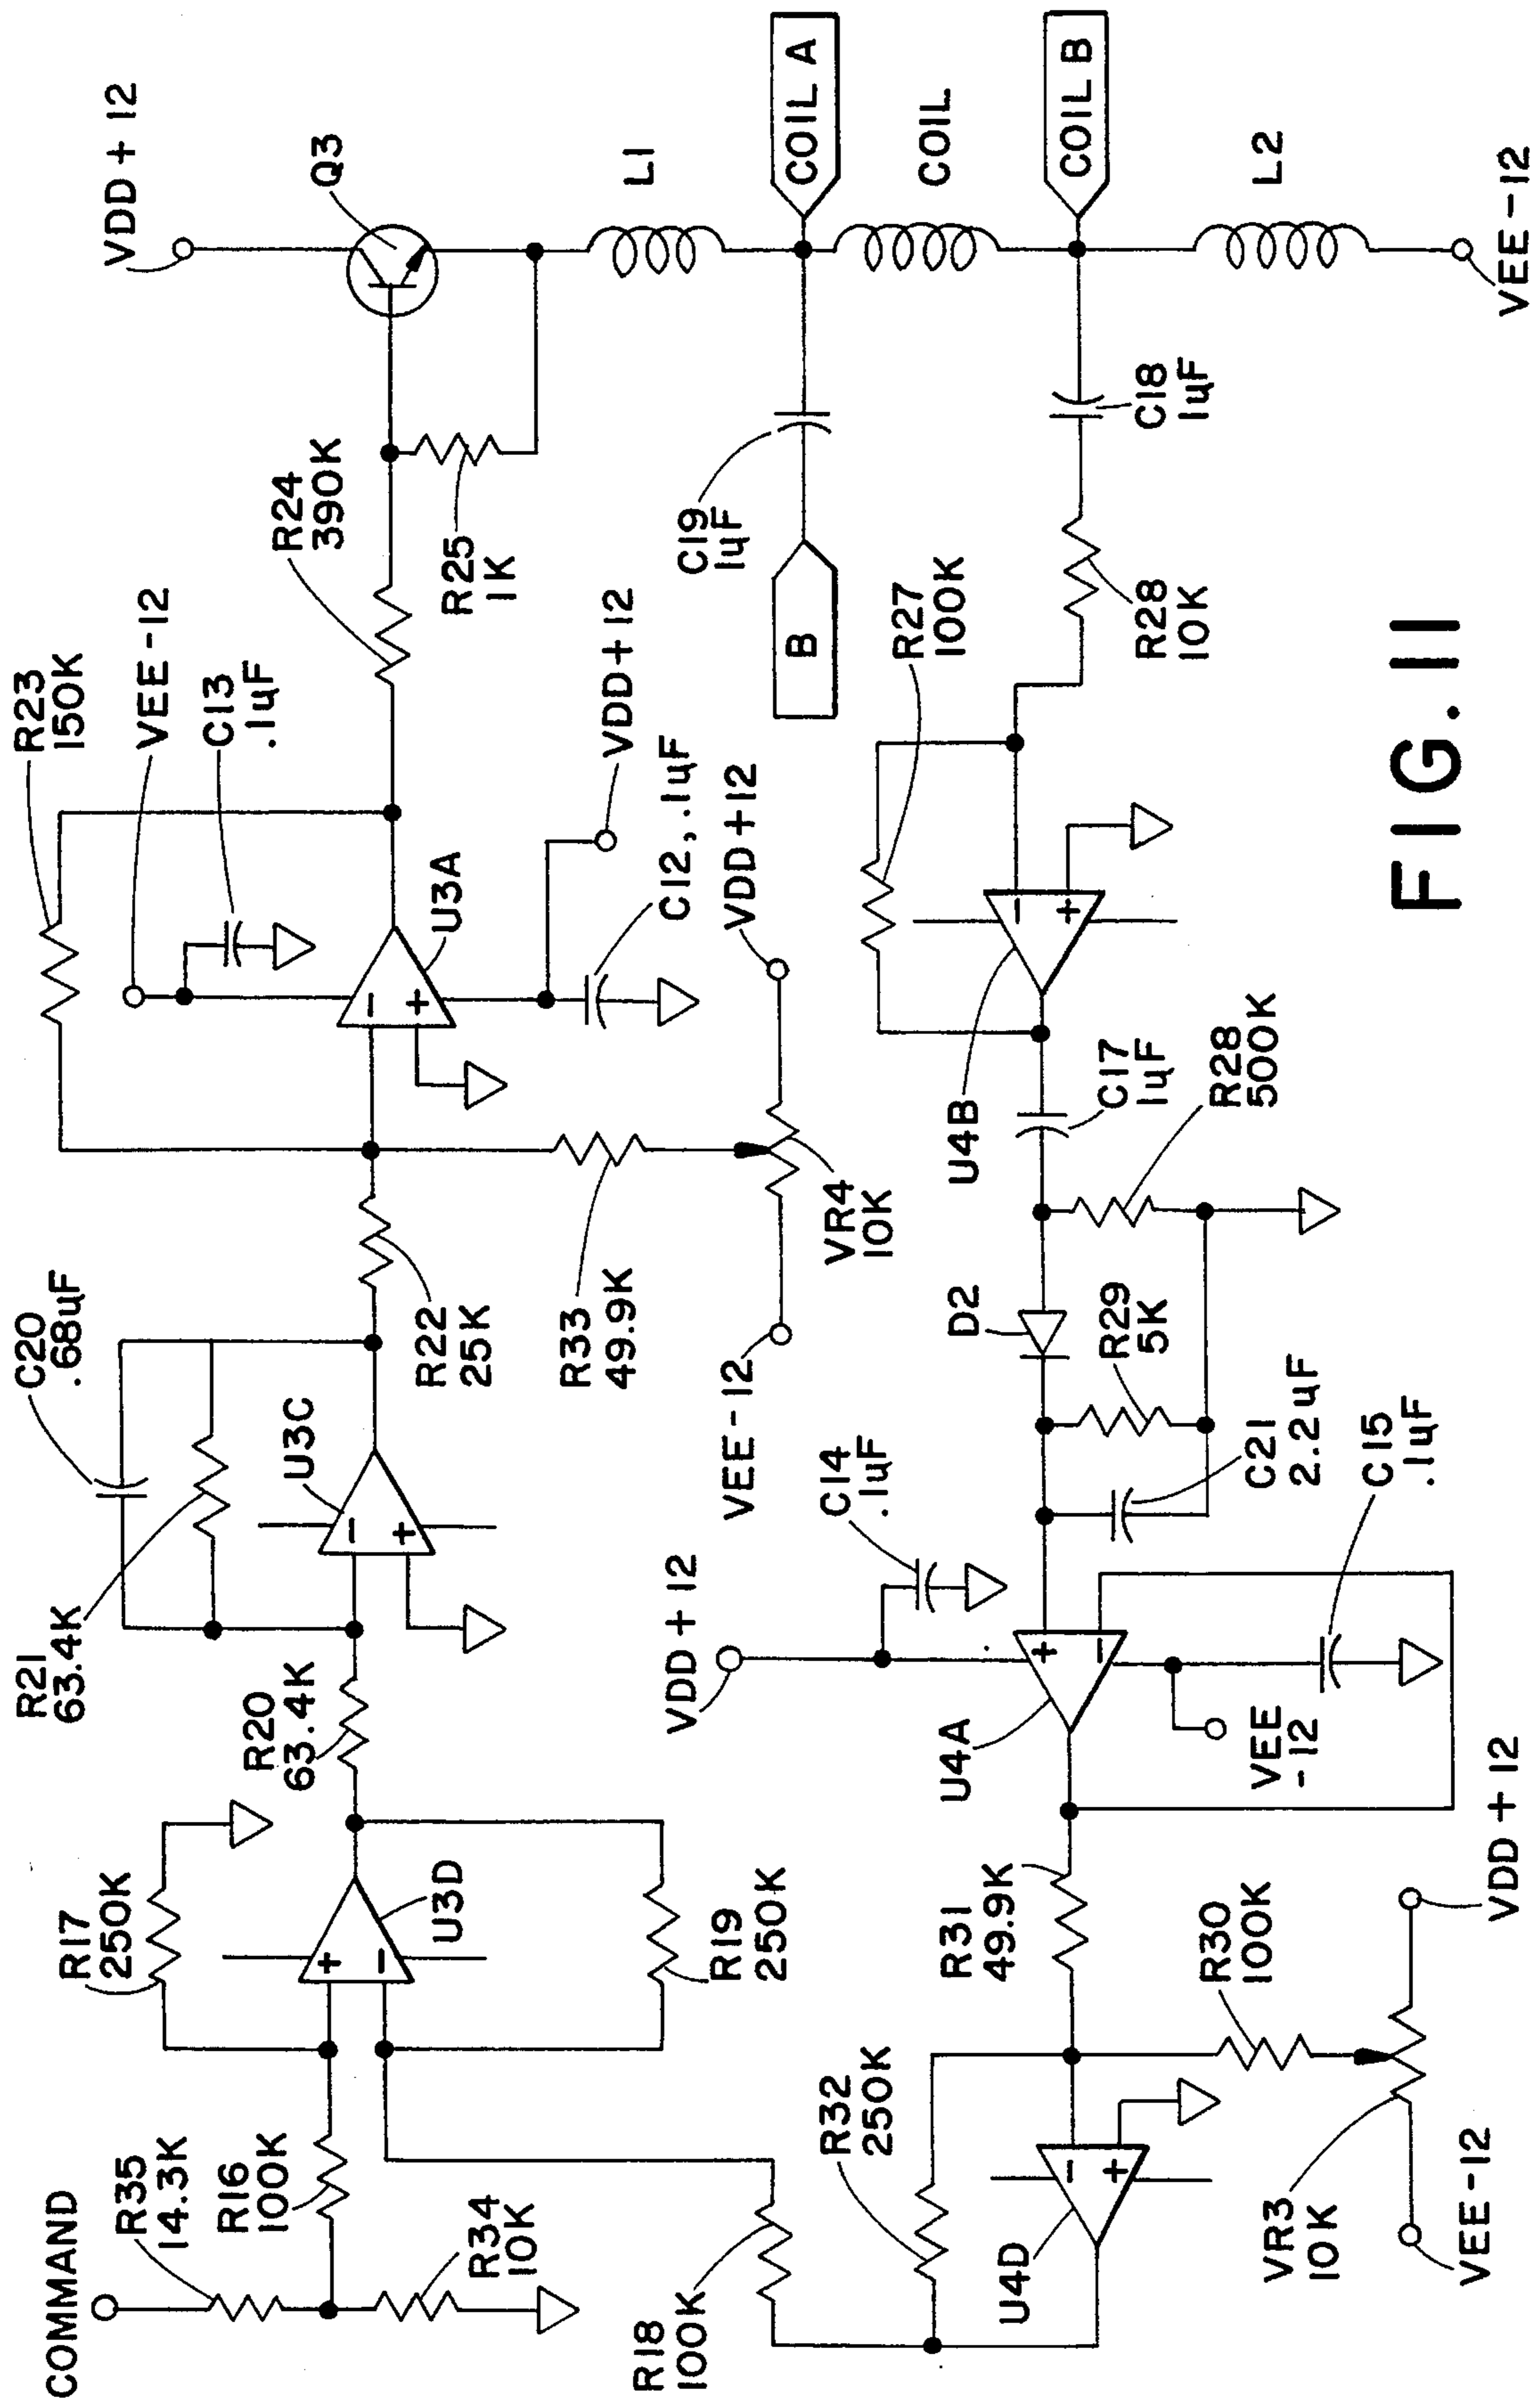 COMMAND
R35
14.3K
R16
100K
R34
10K
R17
250K
U3D
R19
250K
R20
63.4K
R21
63.4K
C20
.68uF
U3C
R22
25K
R33
49.9K
VEE-12
VR4
10K
VDD+12
R23
150K
VEE-12
C13
.1uF
U3A
C12, .1uF
VDD+12
R24
390K
R25
1K
Q3
VDD+12
L1
COIL A
COIL
COIL B
L2
VEE-12
C19
1uF
B
C18
1uF
R28
10K
R27
100K
U4B
C17
1uF
R28
500K
D2
R29
5K
C21
2.2uF
C14
.1uF
VDD+12
C15
.1uF
U4A
VEE
-12
R31
49.9K
R30
100K
VDD+12
VR3
10K
VEE-12
R32
250K
U4D
R18
100K
FIG. 11